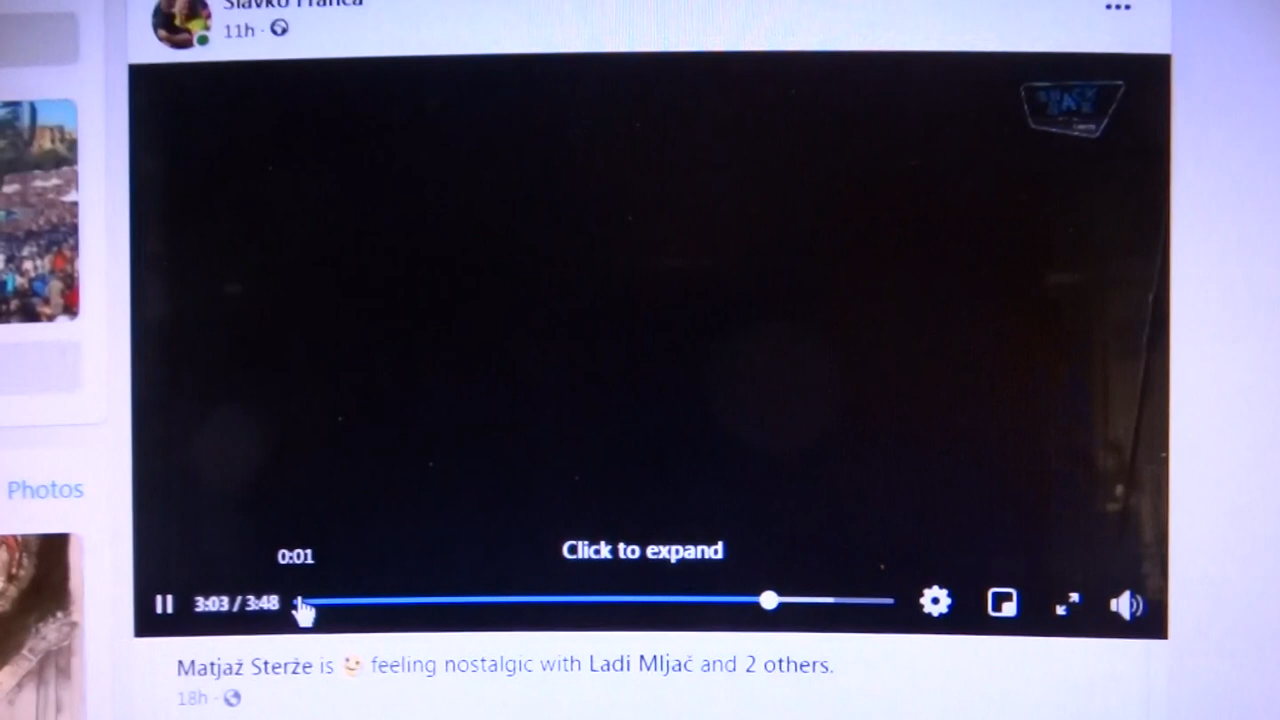 Slavko Franca
11h ·
Photos
0:01
Click to expand
3:03 / 3:48
Matjaž Sterže is feeling nostalgic with Ladi Mljač and 2 others.
18h ·